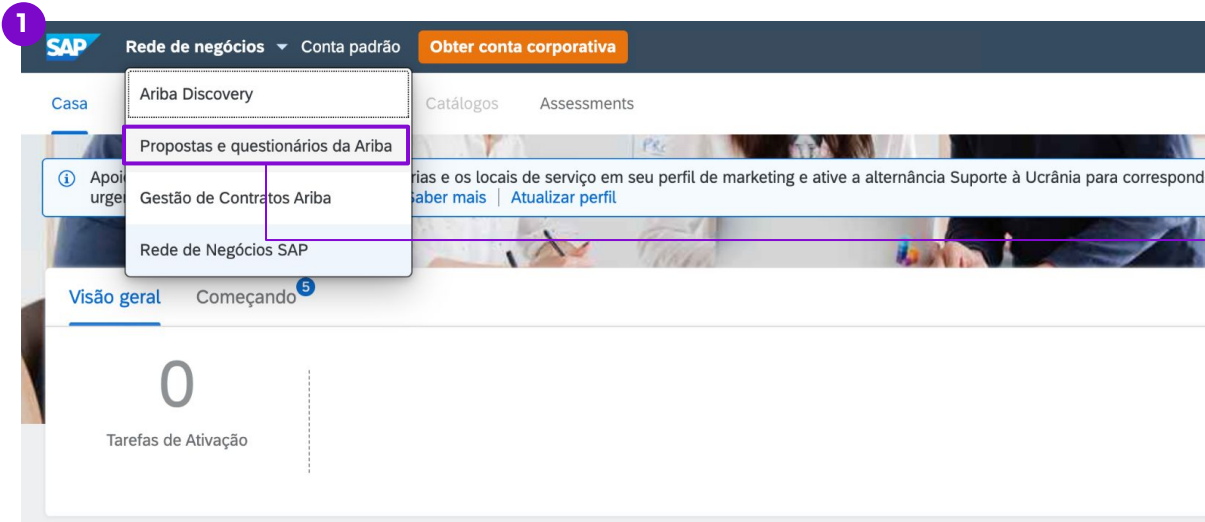 1
SAP Rede de negócios Conta padrão Obter conta corporativa
Casa Catálogos Assessments
Ariba Discovery
Propostas e questionários da Ariba
Gestão de Contratos Ariba
Rede de Negócios SAP
rias e os locais de serviço em seu perfil de marketing e ative a alternância Suporte à Ucrânia para
Saber mais | Atualizar perfil
Visão geral Começando 5
0
Tarefas de Ativação